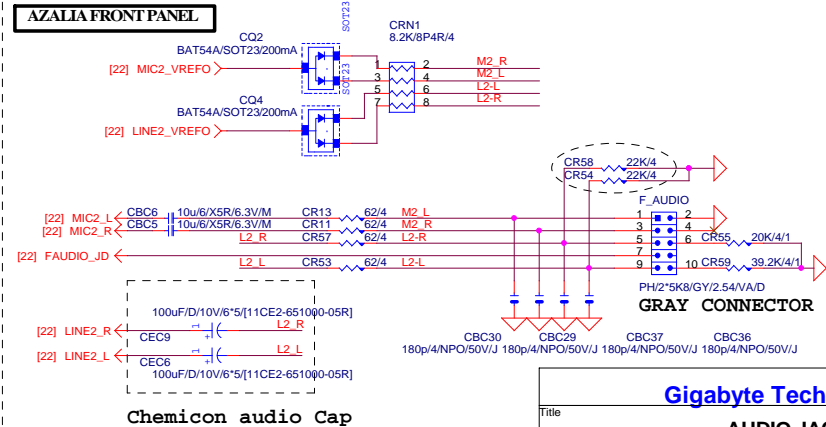 AZALIA FRONT PANEL
SOT23
CQ2
BAT54A/SOT23/200mA
[22] MIC2_VREFO
CRN1
8.2K/8P4R/4
1 2 M2_R
3 4 M2_L
5 6 L2-L
7 8 L2-R
SOT23
CQ4
BAT54A/SOT23/200mA
[22] LINE2_VREFO
CR58 22K/4
CR54 22K/4
F_AUDIO
[22] MIC2_L CBC6 10u/6/X5R/6.3V/M CR13 62/4 M2_L 1 2
[22] MIC2_R CBC5 10u/6/X5R/6.3V/M CR11 62/4 M2_R 3 4
L2_R CR57 62/4 L2-R 5 6 CR55 20K/4/1
[22] FAUDIO_JD 7
L2_L CR53 62/4 L2-L 9 10 CR59 39.2K/4/1
PH/2*5K8/GY/2.54/VA/D
GRAY CONNECTOR
100uF/D/10V/6*5/[11CE2-651000-05R]
[22] LINE2_R 1 + L2_R
CEC9
[22] LINE2_L 1 + L2_L
CEC6
100uF/D/10V/6*5/[11CE2-651000-05R]
CBC30 CBC29 CBC37 CBC36
180p/4/NPO/50V/J 180p/4/NPO/50V/J 180p/4/NPO/50V/J 180p/4/NPO/50V/J
Chemicon audio Cap
Gigabyte Tech
Title
AUDIO JAC